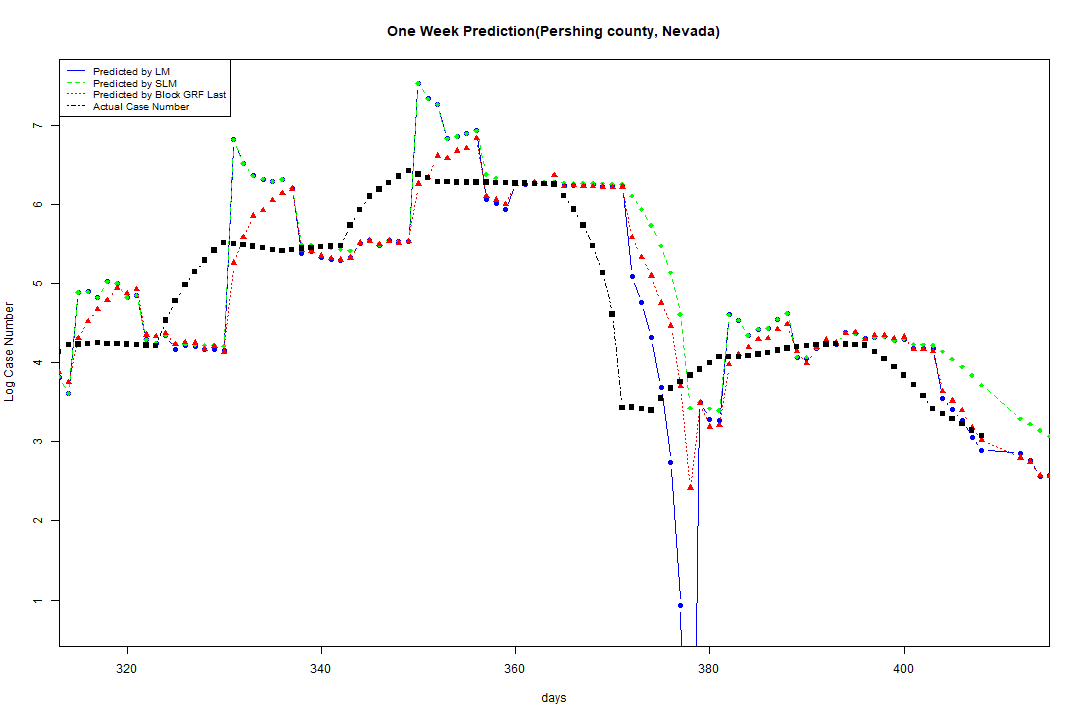 One Week Prediction(Pershing county, Nevada)
Predicted by LM
Predicted by SLM
Predicted by Block GRF Last
Actual Case Number
Log Case Number
7
6
5
4
3
2
1
320 340 360 380 400
days